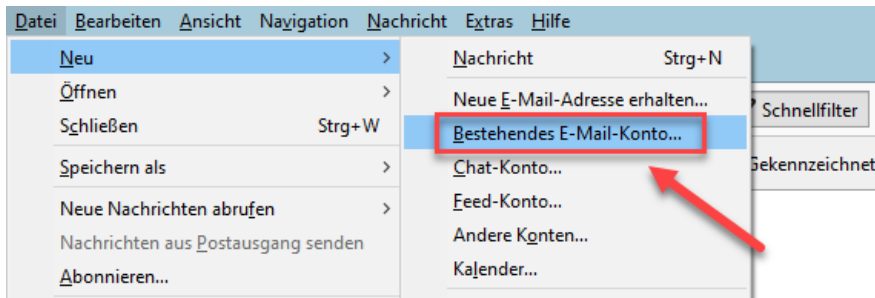 Datei Bearbeiten Ansicht Navigation Nachricht Extras Hilfe
Neu >
Öffnen >
Schließen Strg+W
Speichern als >
Neue Nachrichten abrufen >
Nachrichten aus Postausgang senden
Abonnieren...
Nachricht Strg+N
Neue E-Mail-Adresse erhalten...
Bestehendes E-Mail-Konto...
Chat-Konto...
Feed-Konto...
Andere Konten...
Kalender...
Schnellfilter
Gekennzeichnet